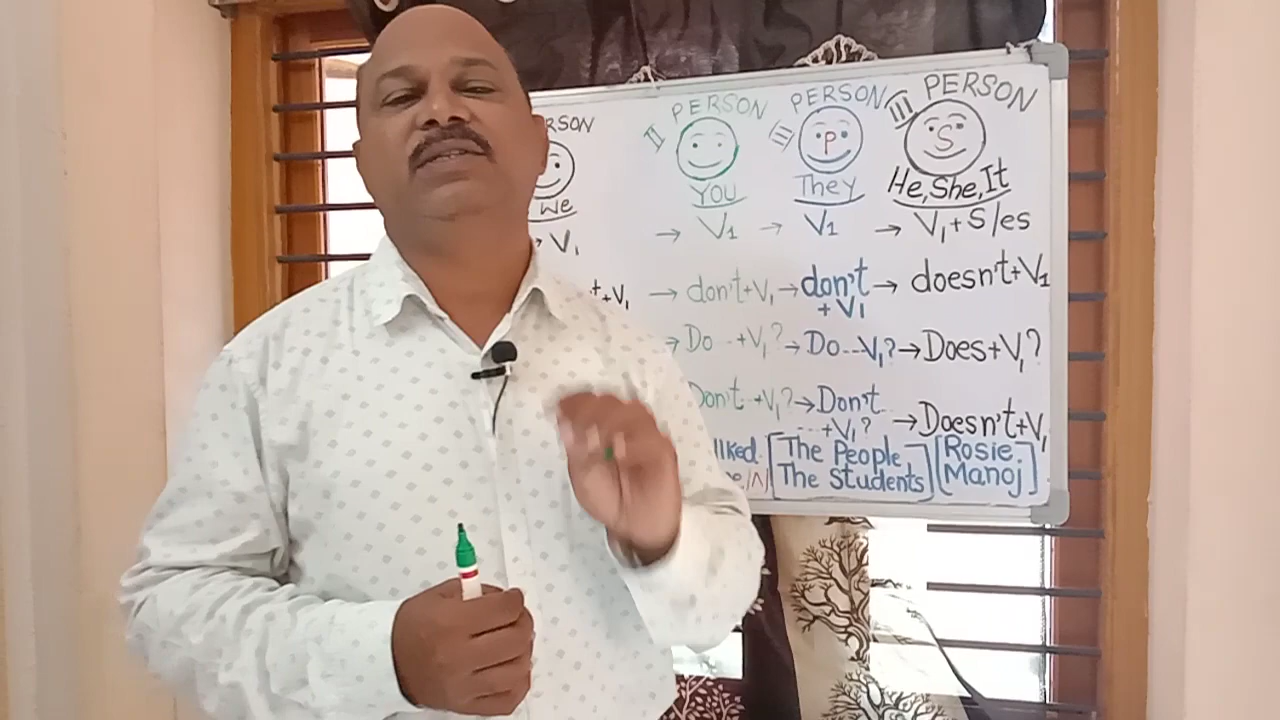 PERSON
III PERSON
III PERSON
II
P
S
We
YOU
They
He, She, It
→ V1
→ V1
→ V1
→ V1+S/es
t+V1
→ don't+V1
→ don't
+V1
→ doesn't+V1
→ Do...+V1?
→ Do...V1?
→ Does+V1?
Don't...+V1?
→ Don't...
...+V1?
→ Doesn't+V1
[The People
The Students]
[Rosie.
Manoj]